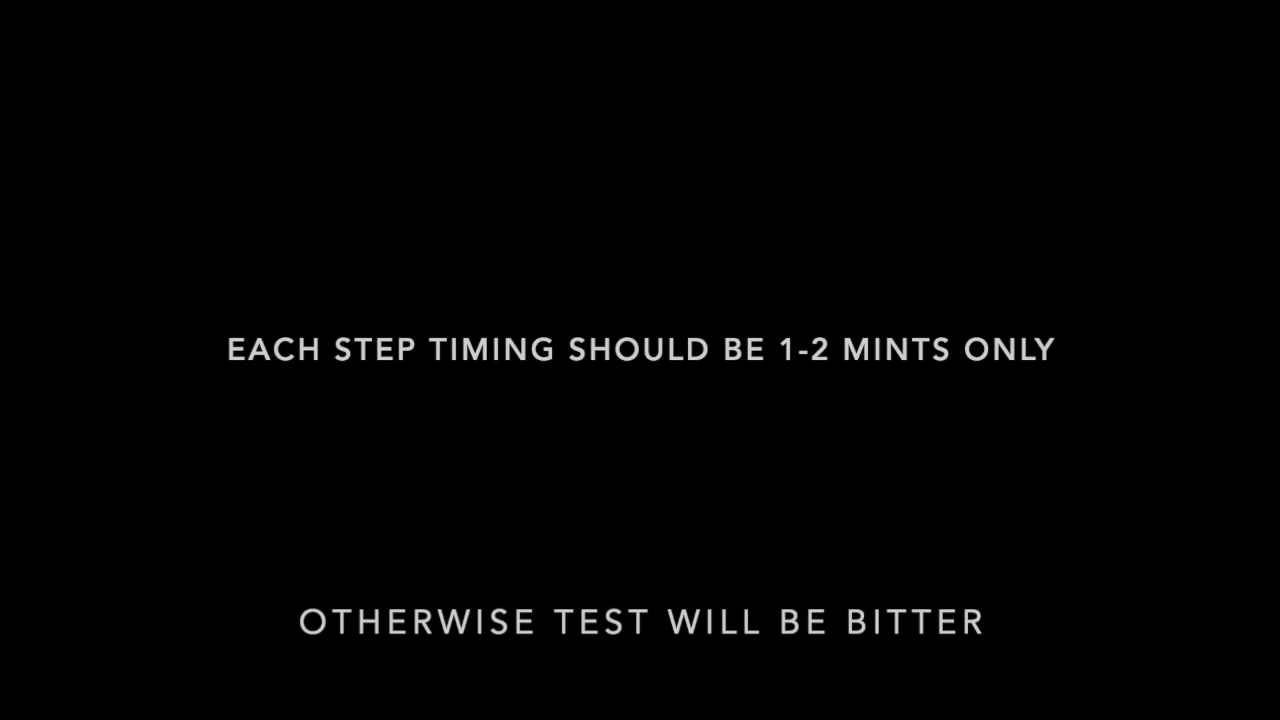 EACH STEP TIMING SHOULD BE 1-2 MINTS ONLY
OTHERWISE TEST WILL BE BITTER